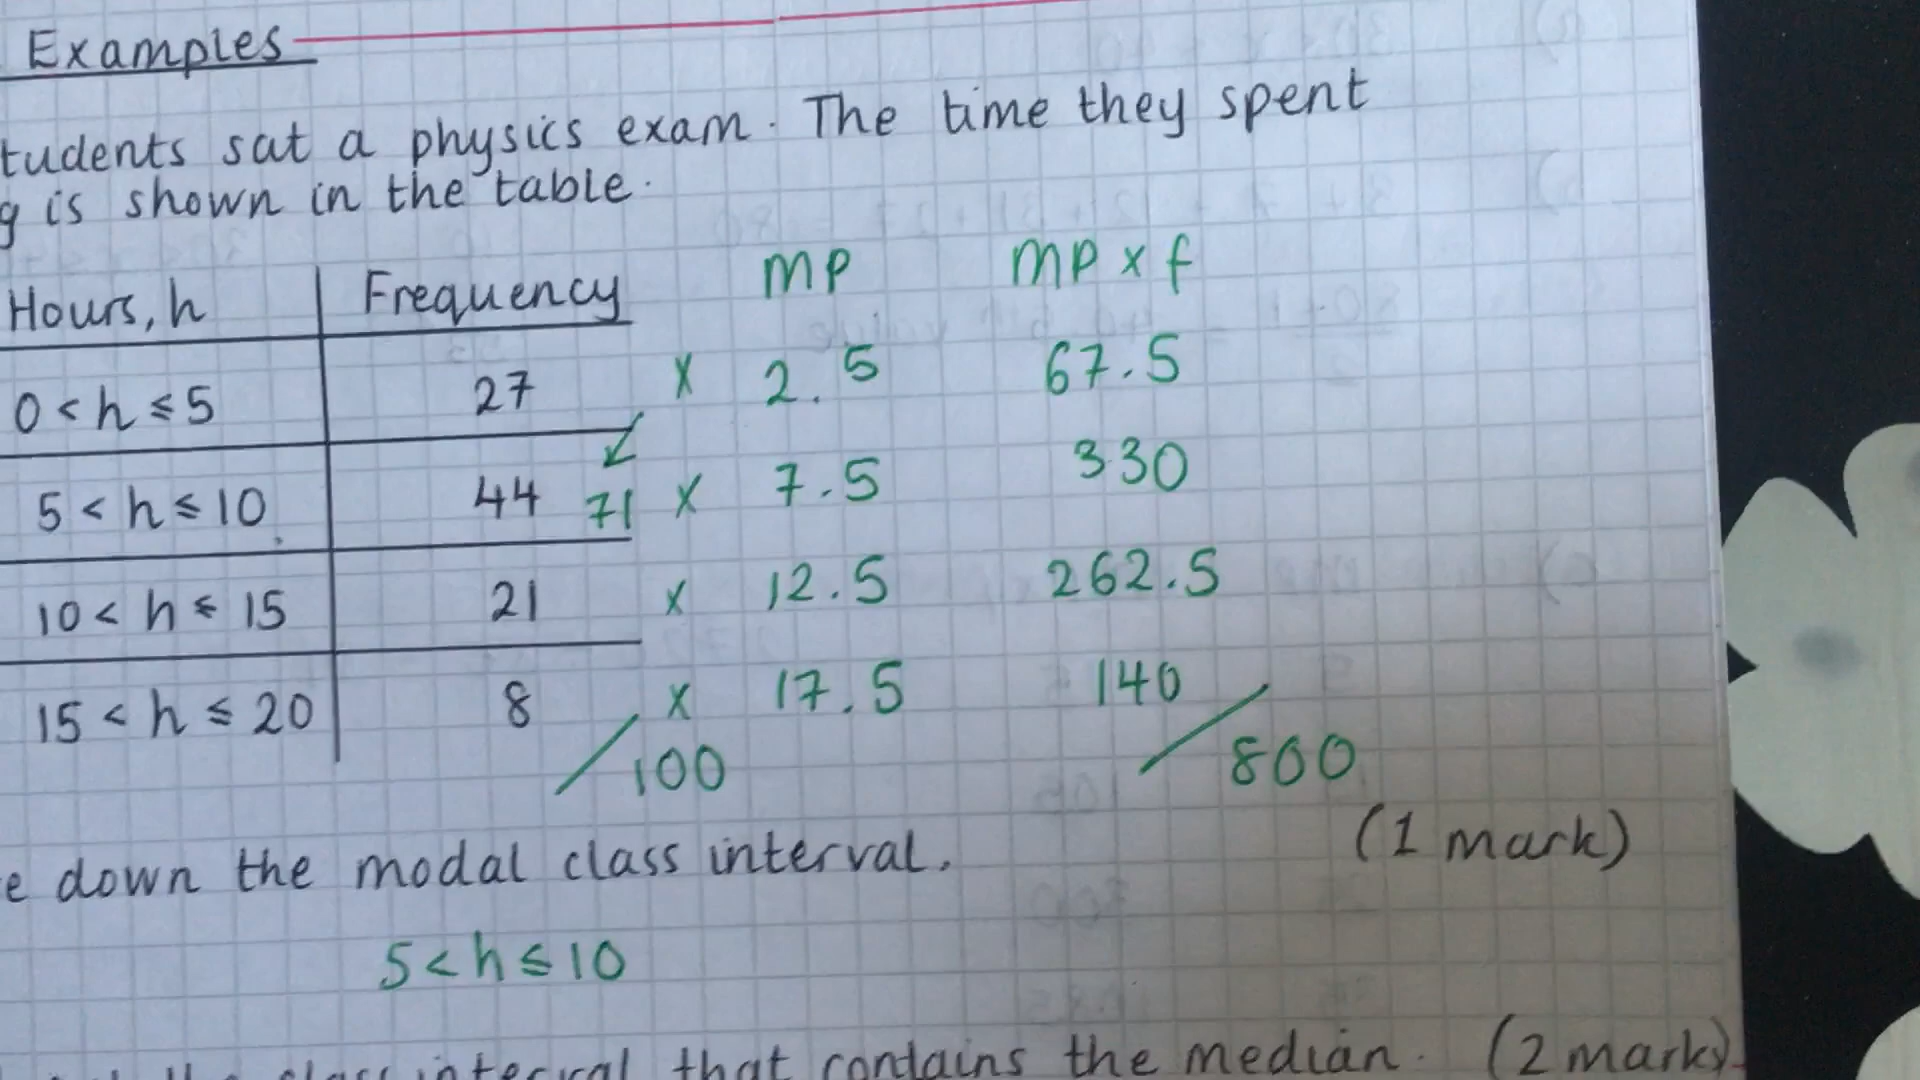 Examples
tudents sat a physics exam. The time they spent
g is shown in the table.
Hours, h Frequency MP MP x f
0 < h ≤ 5 27 x 2.5 67.5
5 < h ≤ 10 44 71 x 7.5 330
10 < h ≤ 15 21 x 12.5 262.5
15 < h ≤ 20 8 x 17.5 140
100 800
e down the modal class interval. (1 mark)
5 < h ≤ 10
class interval that contains the median. (2 mark)